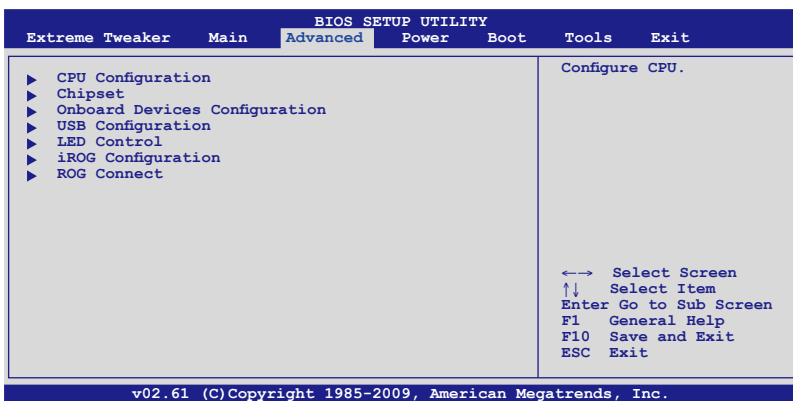 BIOS SETUP UTILITY
Extreme Tweaker Main Advanced Power Boot Tools Exit
▶ CPU Configuration
▶ Chipset
▶ Onboard Devices Configuration
▶ USB Configuration
▶ LED Control
▶ iROG Configuration
▶ ROG Connect
Configure CPU.
←→ Select Screen
↑↓ Select Item
Enter Go to Sub Screen
F1 General Help
F10 Save and Exit
ESC Exit
v02.61 (C)Copyright 1985-2009, American Megatrends, Inc.